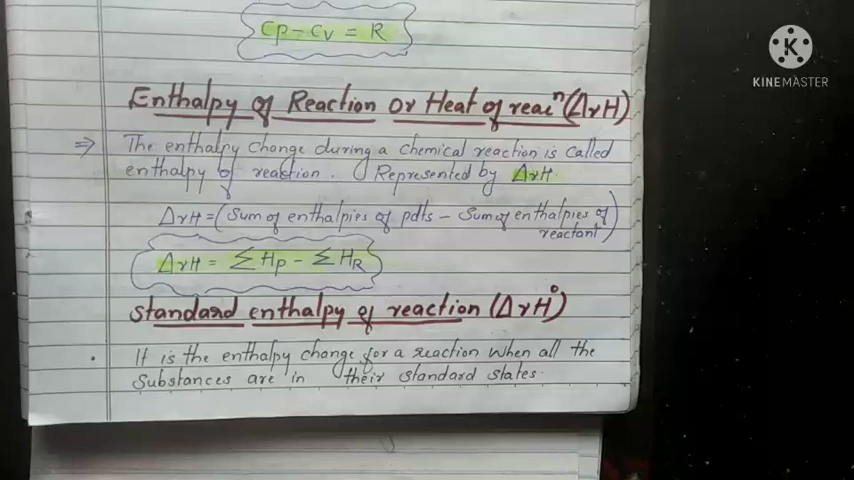 Cp - Cv = R
K
KINEMASTER
Enthalpy of Reaction Or Heat of reacⁿ (ΔrH)
⇒ The enthalpy change during a chemical reaction is called
enthalpy of reaction. Represented by ΔrH.
ΔrH = (Sum of enthalpies of pdts - Sum of enthalpies of
reactant)
ΔrH = Σ Hp - Σ HR
Standard enthalpy of reaction (ΔrH°)
. It is the enthalpy change for a reaction when all the
Substances are in their standard states.